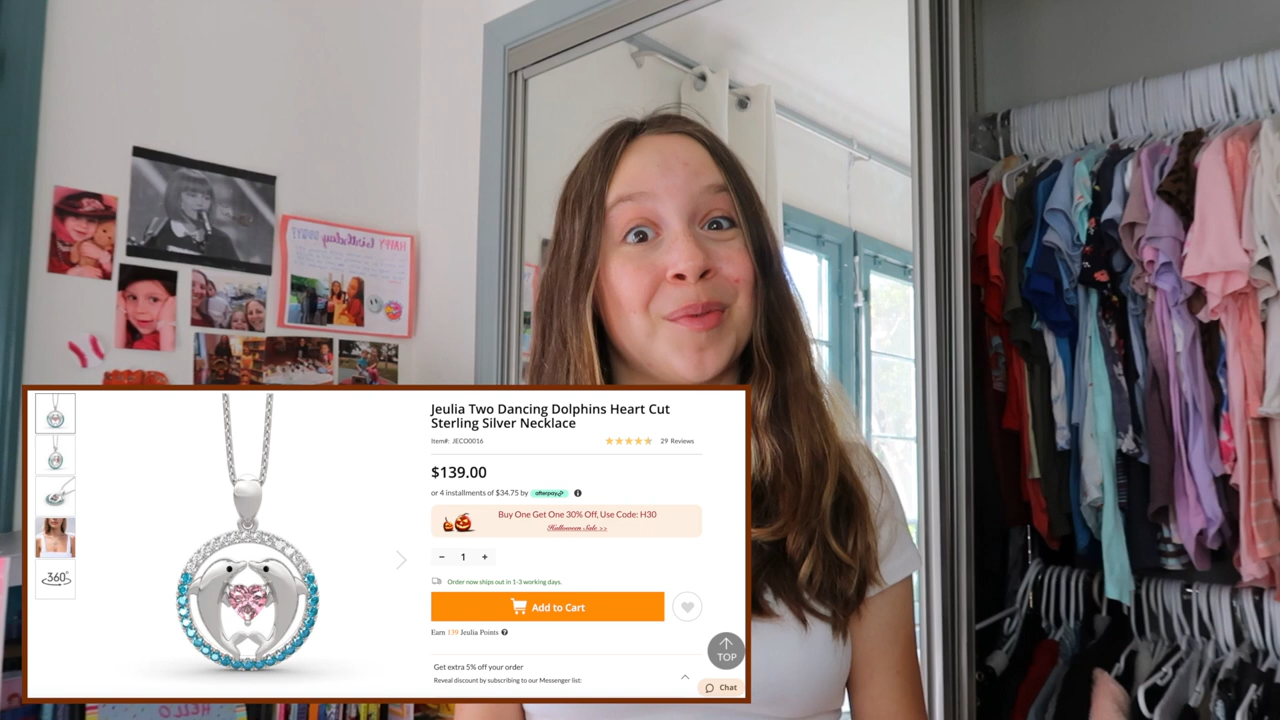 HAPPY birthday
Jeulia Two Dancing Dolphins Heart Cut
Sterling Silver Necklace
Item#: JECO0016
29 Reviews
$139.00
or 4 installments of $34.75 by afterpay
Buy One Get One 30% Off, Use Code: H30
Halloween Sale >>
− 1 +
Order now ships out in 1-3 working days.
Add to Cart
Earn 139 Jeulia Points
Get extra 5% off your order
Reveal discount by subscribing to our Messenger list:
360°
TOP
Chat
HELLO